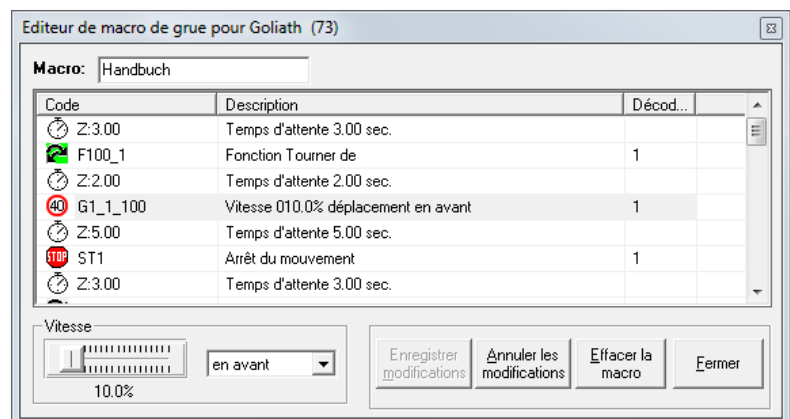 Editeur de macro de grue pour Goliath (73)
Macro: Handbuch
Code Description Décod...
Z:3.00 Temps d'attente 3.00 sec.
F100_1 Fonction Tourner de 1
Z:2.00 Temps d'attente 2.00 sec.
40 G1_1_100 Vitesse 010.0% déplacement en avant 1
Z:5.00 Temps d'attente 5.00 sec.
STOP ST1 Arrêt du mouvement 1
Z:3.00 Temps d'attente 3.00 sec.
Vitesse
en avant
10.0%
Enregistrer modifications
Annuler les modifications
Effacer la macro
Fermer